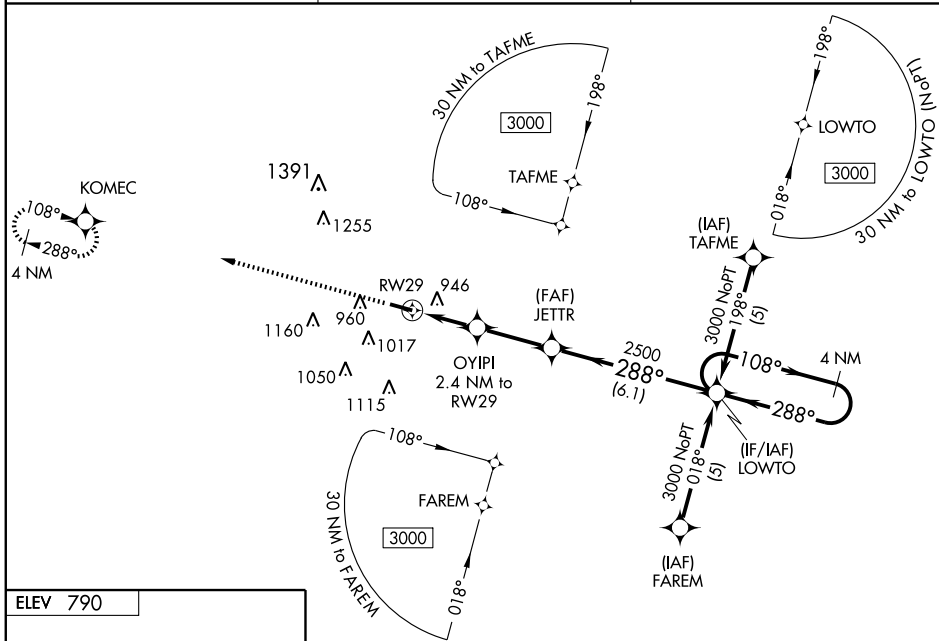 30 NM to TAFME
198°
3000
TAFME
108°
198°
LOWTO
3000
018°
30 NM to LOWTO (NoPT)
KOMEC
108°
288°
4 NM
1391
1255
RW29
946
960
1160
1017
1050
1115
OYIPI
2.4 NM to
RW29
(FAF)
JETTR
2500
288°
(6.1)
(IAF)
TAFME
3000 NoPT
198°
(5)
108°
4 NM
288°
(IF/IAF)
LOWTO
3000 NoPT
018°
(5)
(IAF)
FAREM
108°
FAREM
3000
018°
30 NM to FAREM
ELEV 790